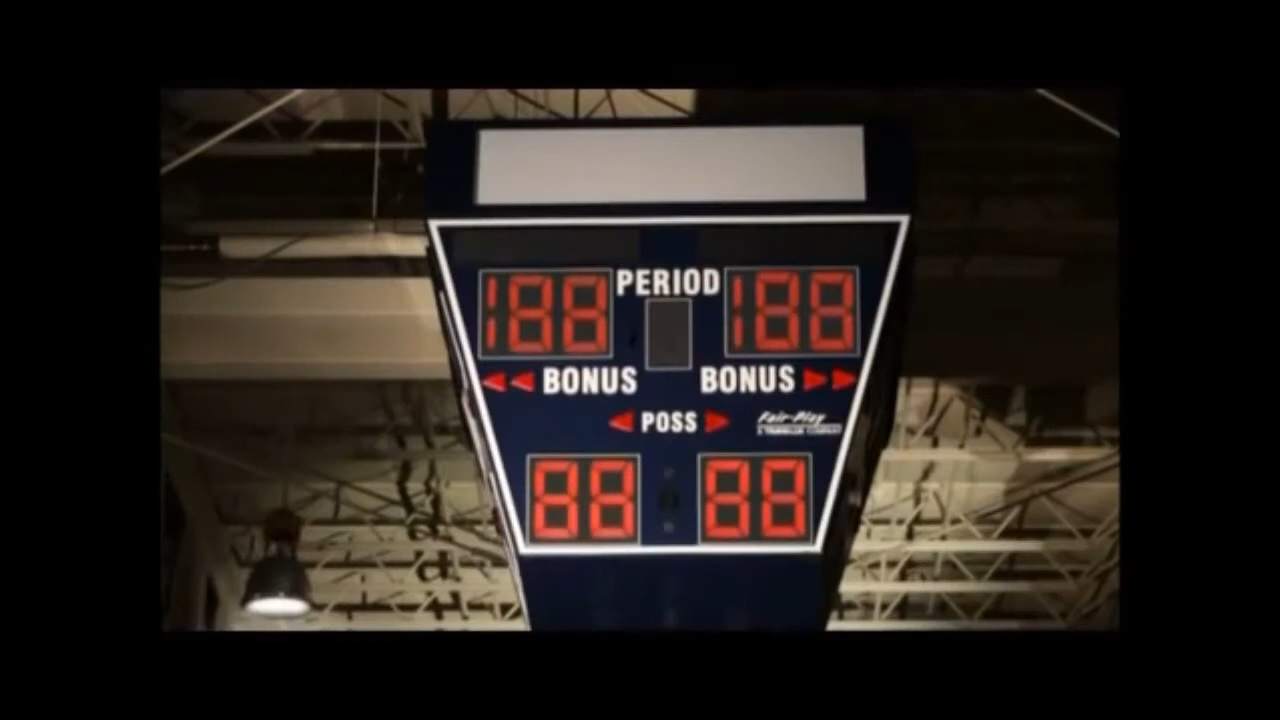 PERIOD
188 188
BONUS BONUS
POSS
Fair-Play
88 88